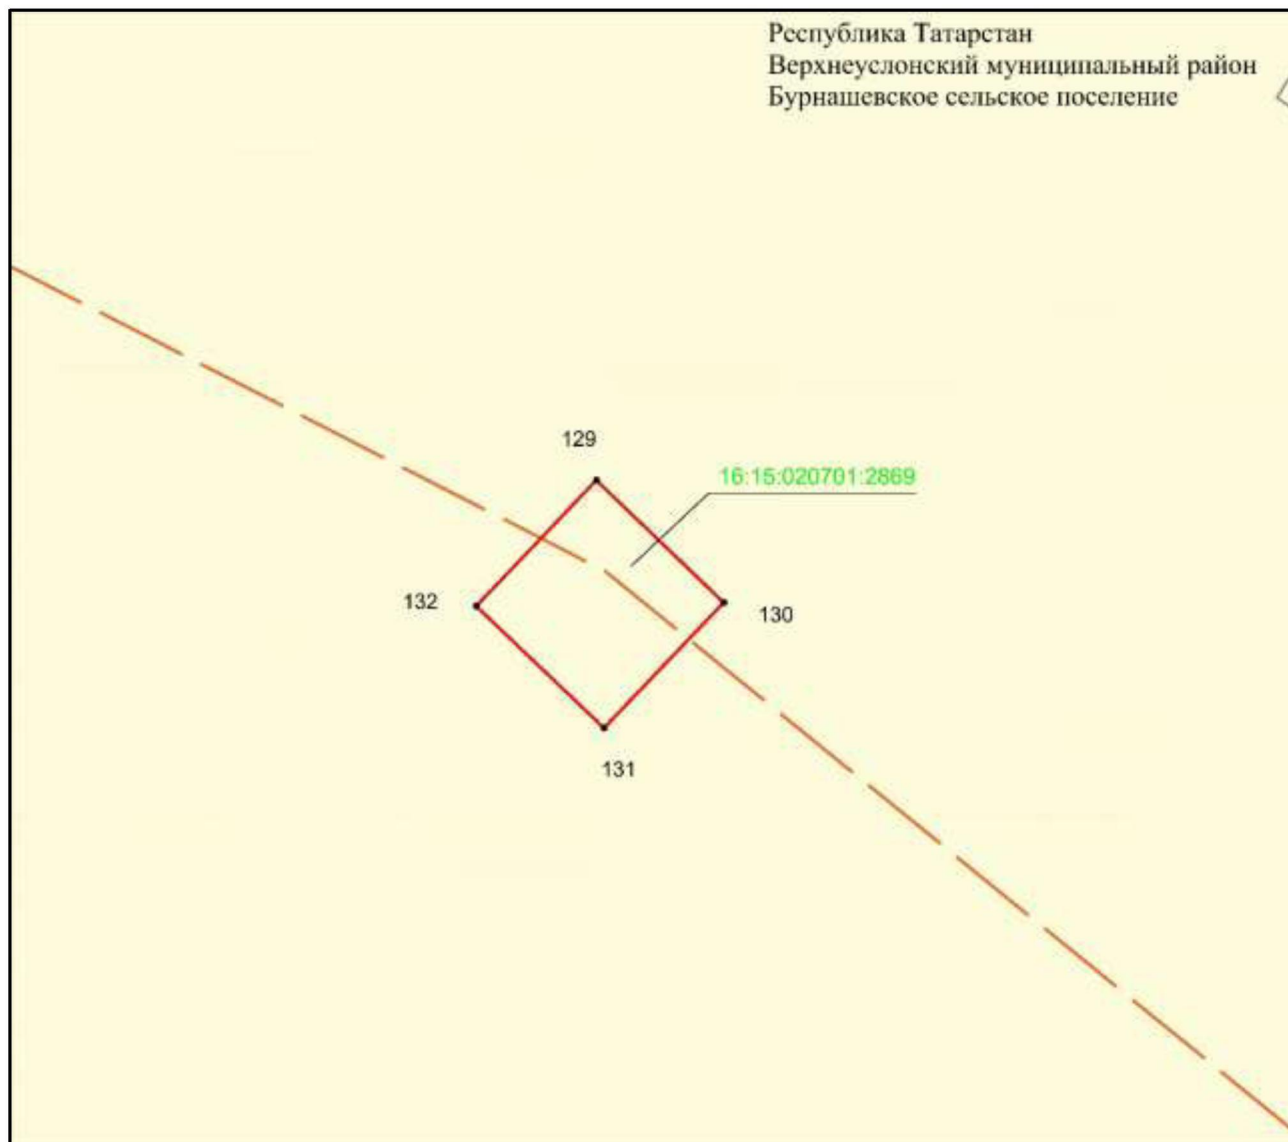 Республика Татарстан
Верхнеуслонский муниципальный район
Бурнашевское сельское поселение
129
16:15:020701:2869
132
130
131